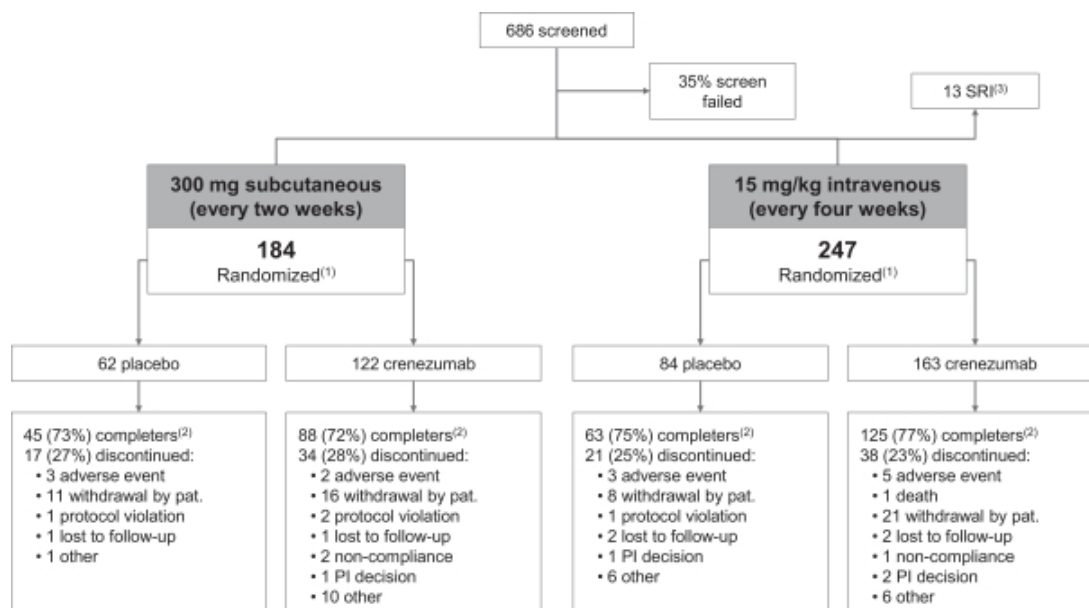 686 screened
35% screen
failed
13 SRI(3)
300 mg subcutaneous
(every two weeks)
184
Randomized(1)
15 mg/kg intravenous
(every four weeks)
247
Randomized(1)
62 placebo
122 crenezumab
84 placebo
163 crenezumab
45 (73%) completers(2)
17 (27%) discontinued:
• 3 adverse event
• 11 withdrawal by pat.
• 1 protocol violation
• 1 lost to follow-up
• 1 other
88 (72%) completers(2)
34 (28%) discontinued:
• 2 adverse event
• 16 withdrawal by pat.
• 2 protocol violation
• 1 lost to follow-up
• 2 non-compliance
• 1 PI decision
• 10 other
63 (75%) completers(2)
21 (25%) discontinued:
• 3 adverse event
• 8 withdrawal by pat.
• 1 protocol violation
• 2 lost to follow-up
• 1 PI decision
• 6 other
125 (77%) completers(2)
38 (23%) discontinued:
• 5 adverse event
• 1 death
• 21 withdrawal by pat.
• 2 lost to follow-up
• 1 non-compliance
• 2 PI decision
• 6 other